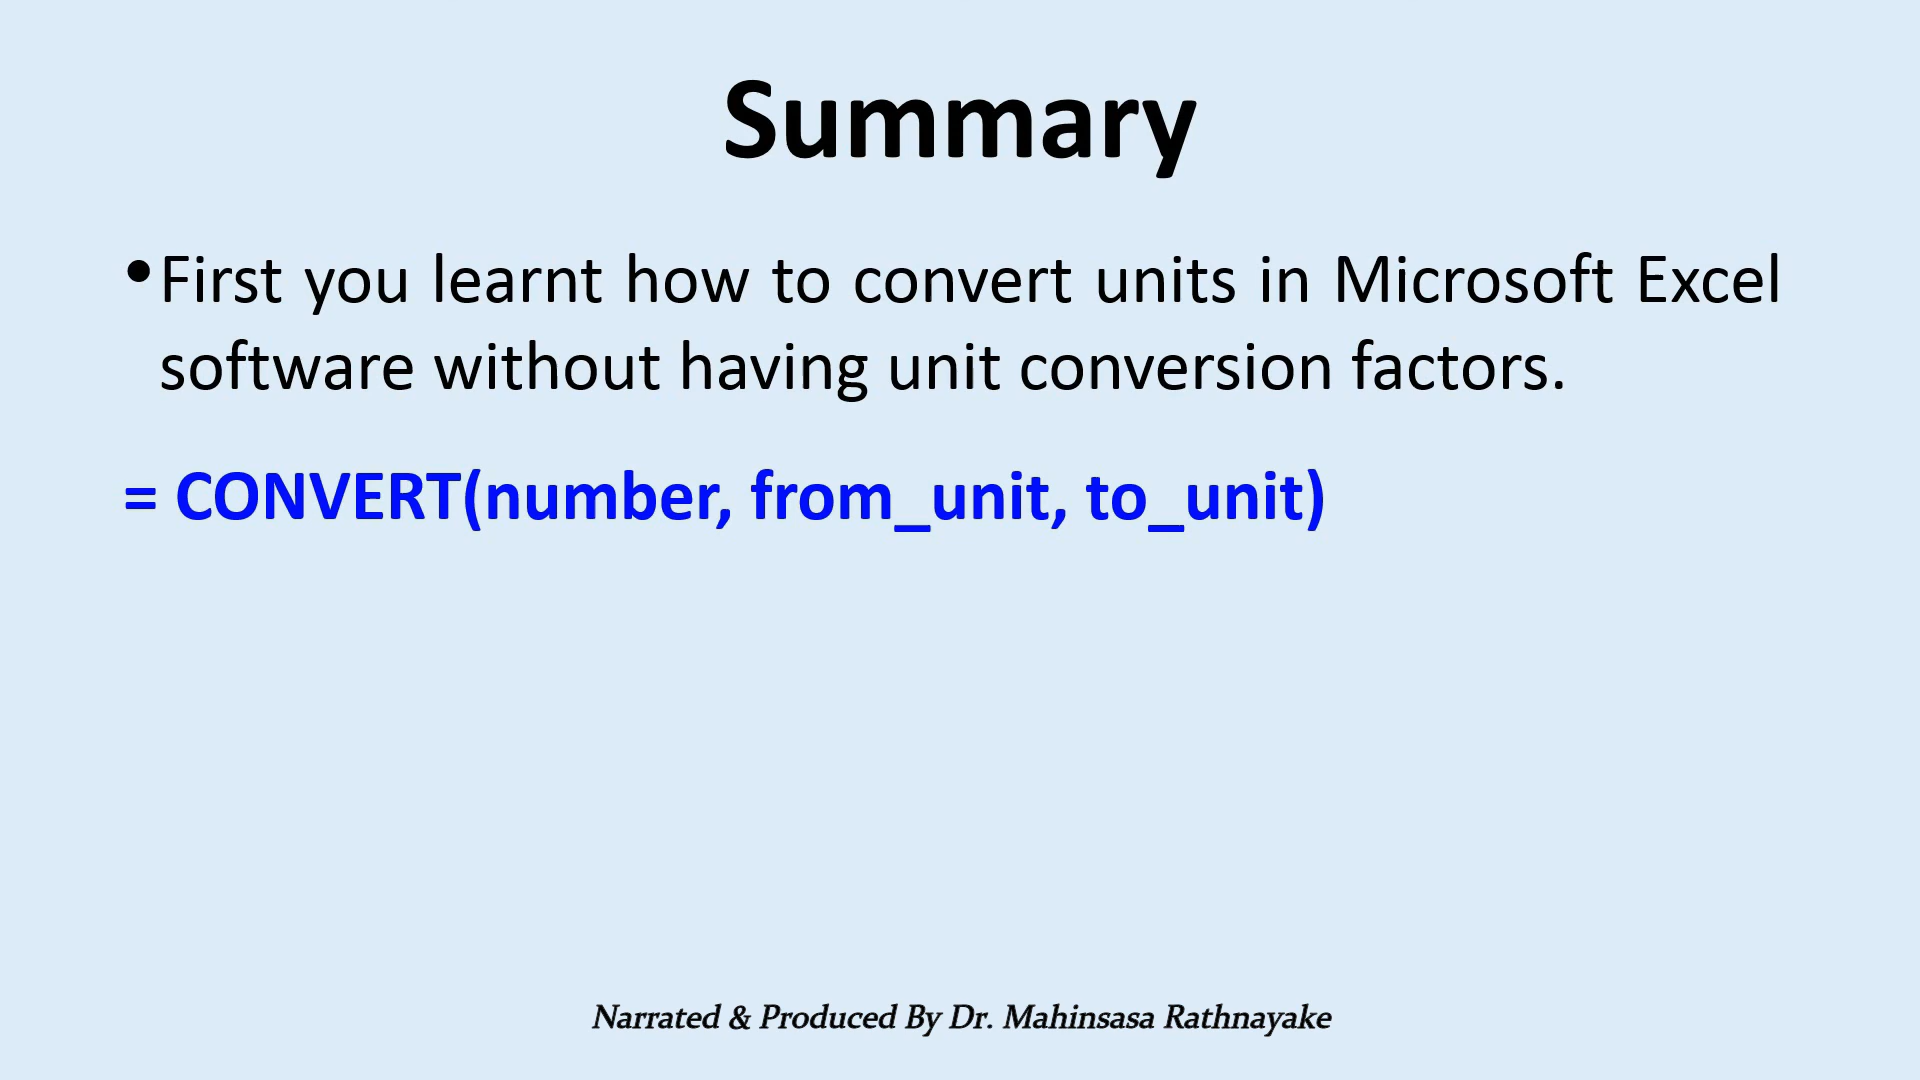 Summary
•First you learnt how to convert units in Microsoft Excel
software without having unit conversion factors.
= CONVERT(number, from_unit, to_unit)
Narrated & Produced By Dr. Mahinsasa Rathnayake